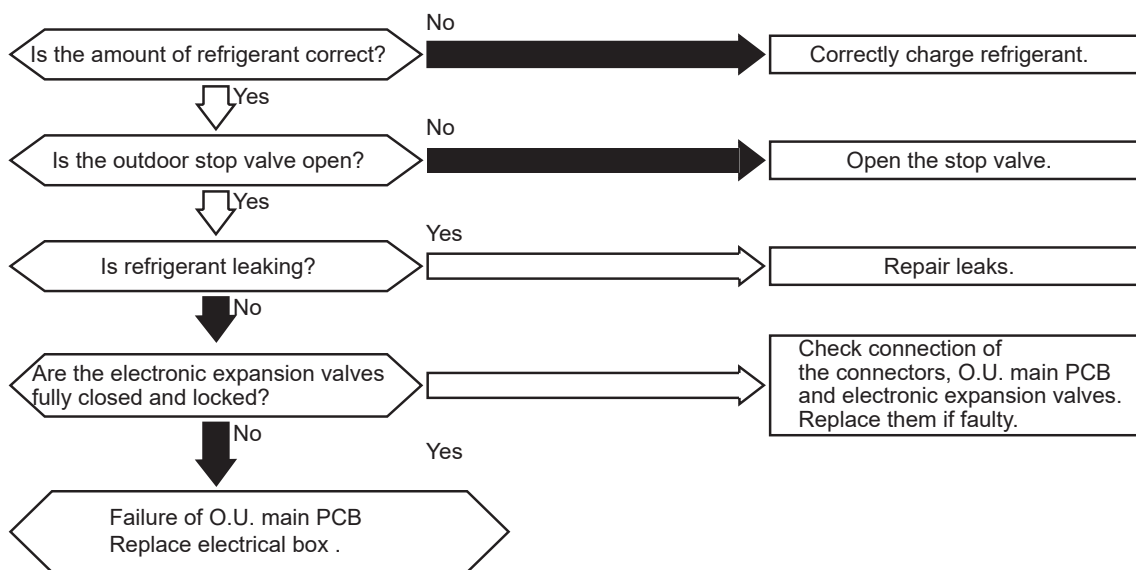 No
Is the amount of refrigerant correct?
Correctly charge refrigerant.
Yes
No
Is the outdoor stop valve open?
Open the stop valve.
Yes
Yes
Is refrigerant leaking?
Repair leaks.
No
Are the electronic expansion valves
fully closed and locked?
Check connection of
the connectors, O.U. main PCB
and electronic expansion valves.
Replace them if faulty.
No
Yes
Failure of O.U. main PCB
Replace electrical box .